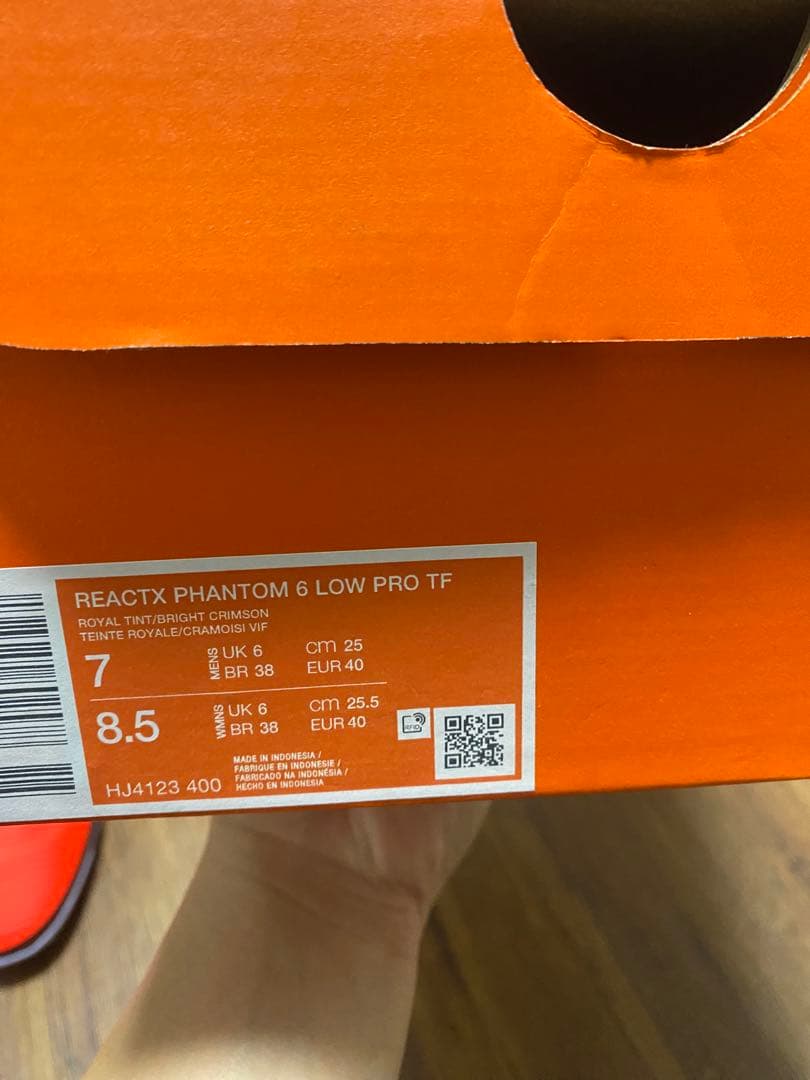 REACTX PHANTOM 6 LOW PRO TF
ROYAL TINT/BRIGHT CRIMSON
TEINTE ROYALE/CRAMOISI VIF
7 MENS UK 6 cm 25
BR 38 EUR 40
8.5 WMNS UK 6 cm 25.5
BR 38 EUR 40
RFID
MADE IN INDONESIA /
FABRIQUE EN INDONESIE /
FABRICADO NA INDONÉSIA /
HECHO EN INDONESIA
HJ4123 400